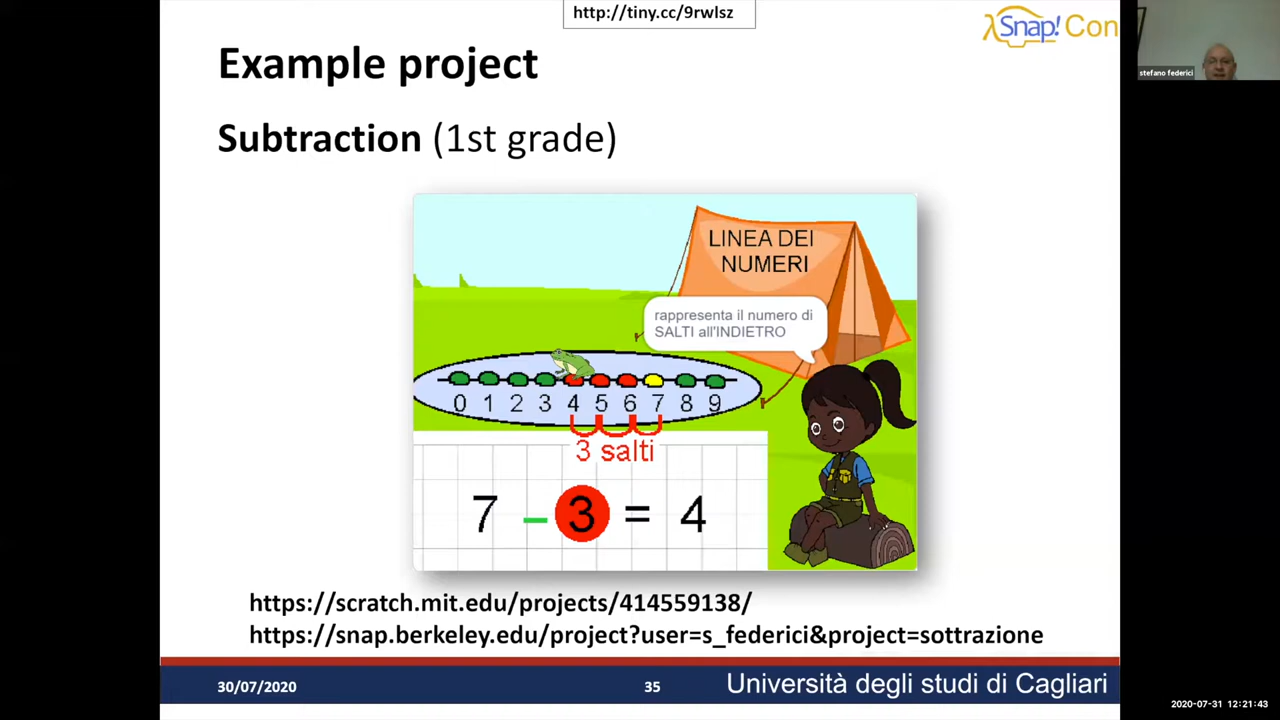 http://tiny.cc/9rwlsz
λSnap! Con
stefano federici
Example project
Subtraction (1st grade)
LINEA DEI
NUMERI
rappresenta il numero di
SALTI all'INDIETRO
0 1 2 3 4 5 6 7 8 9
3 salti
7 – 3 = 4
https://scratch.mit.edu/projects/414559138/
https://snap.berkeley.edu/project?user=s_federici&project=sottrazione
30/07/2020 35 Università degli studi di Cagliari
2020-07-31 12:21:43